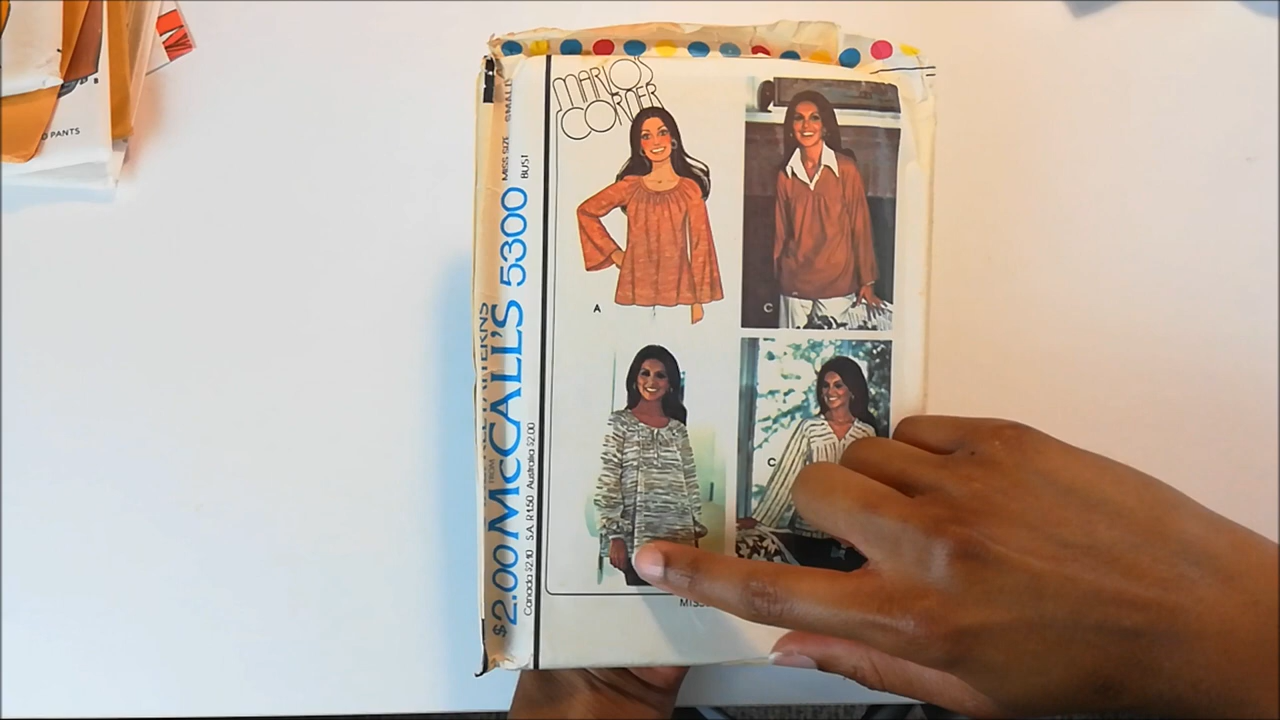 D PANTS
MARLO'S
CORNER
A
C
C
MISS SIZE SMALL
BUST
FROM
$2.00 McCALL'S 5300
Canada $2.10 S.A. R1.50 Australia $2.00